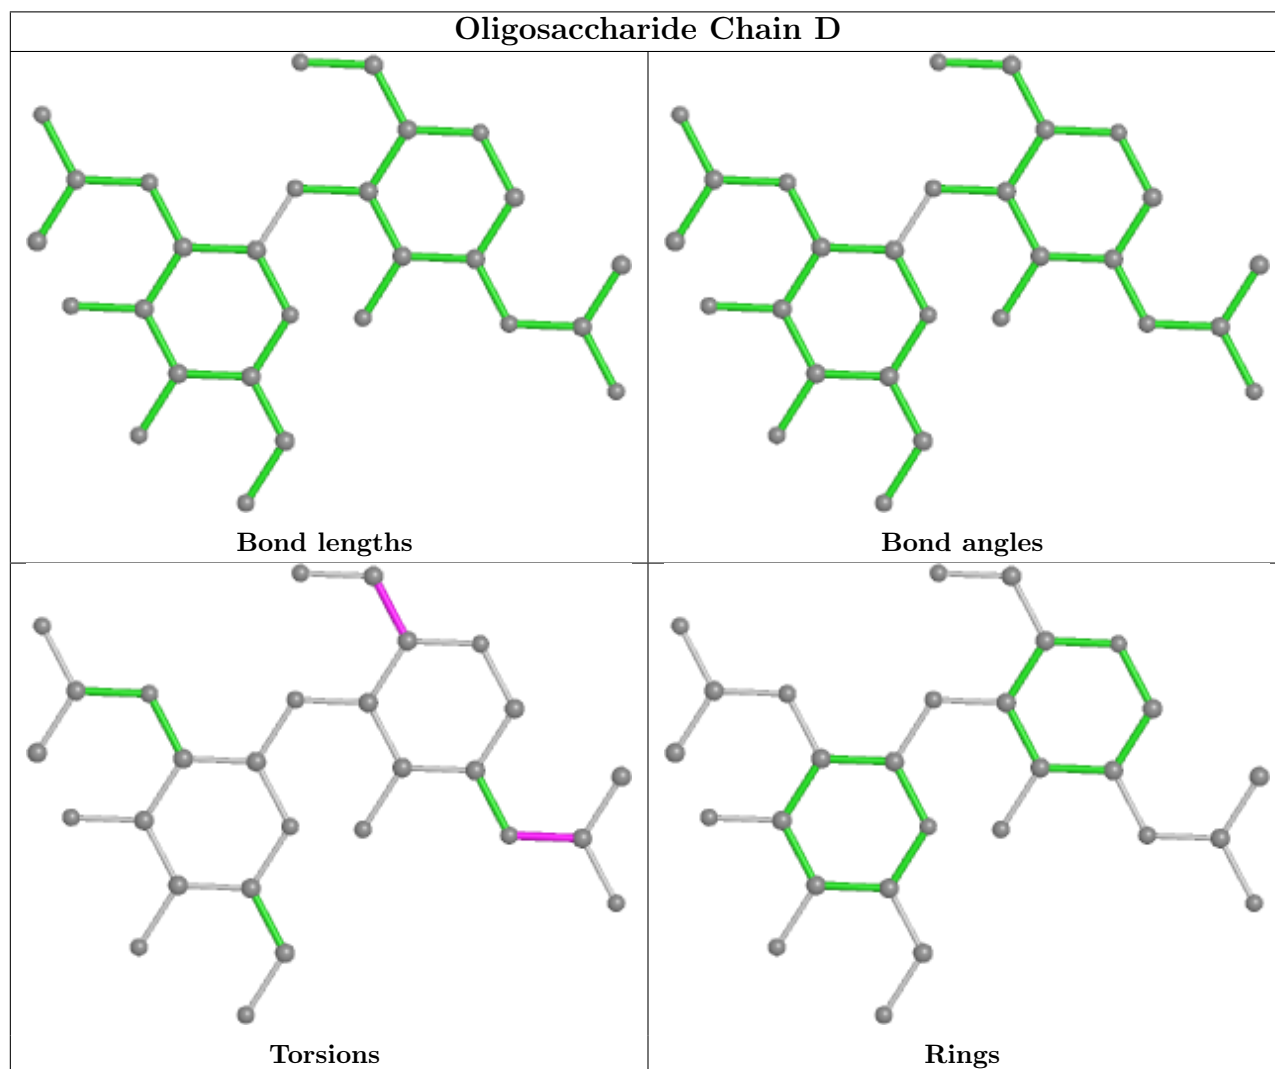 Oligosaccharide Chain D
Bond lengths
Bond angles
Torsions
Rings